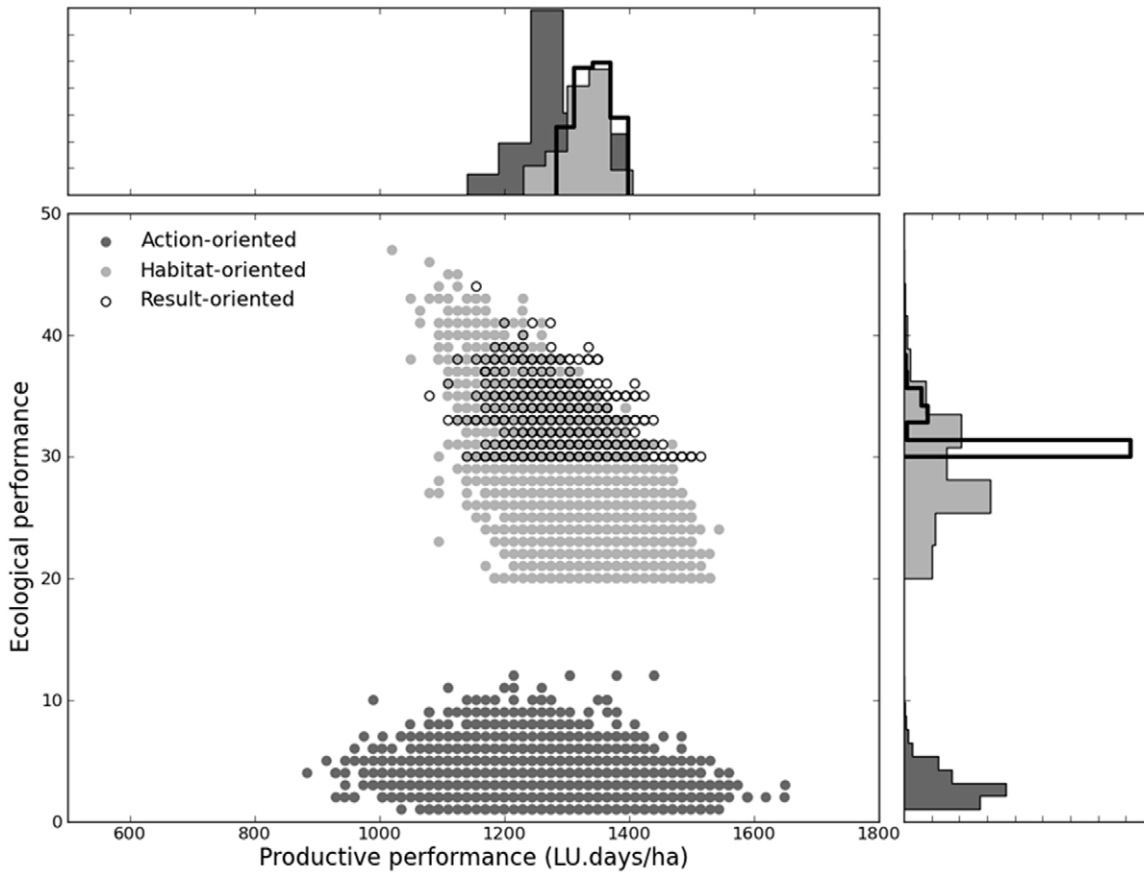 50
Action-oriented
Habitat-oriented
Result-oriented
40
30
20
10
0
Ecological performance
600 800 1000 1200 1400 1600 1800
Productive performance (LU.days/ha)